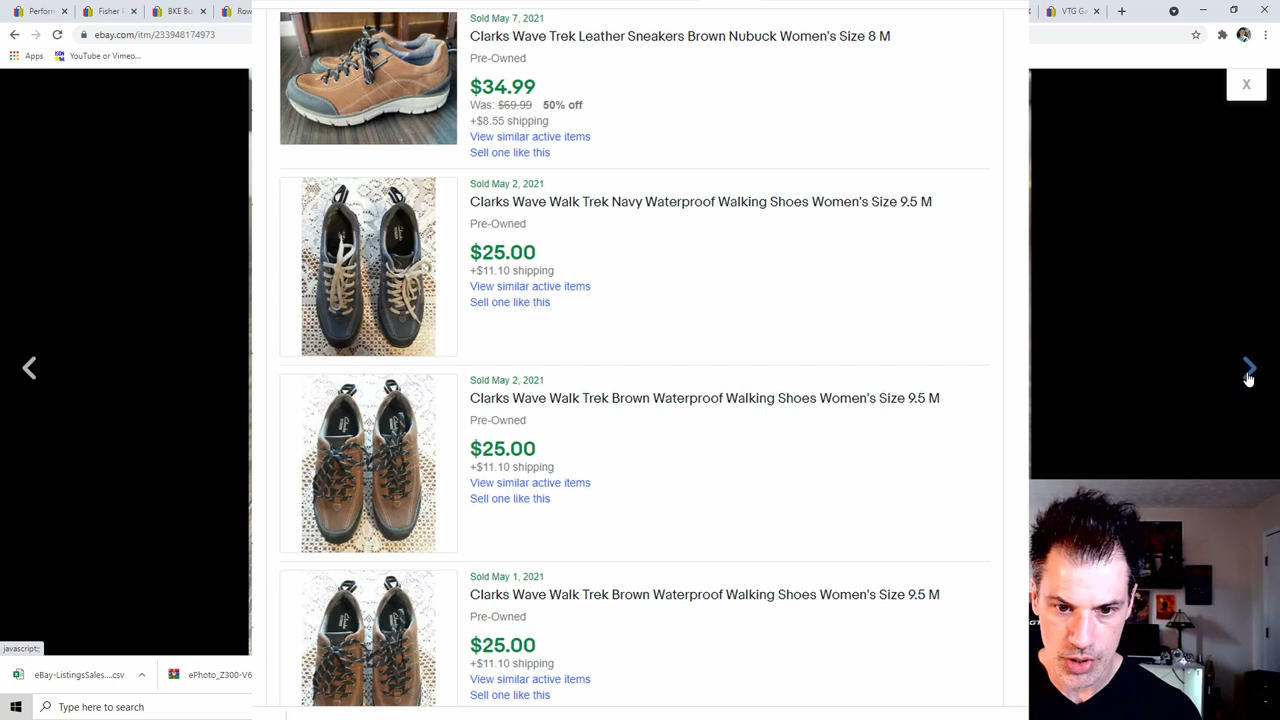 Perform
Fisher P
BKE Bu
Rov
VTG Ge
ebay.com/itm/233948174973
Apps
YouTube or Vimeo...
X
Sold May 7, 2021
Clarks Wave Trek Leather Sneakers Brown Nubuck Women's Size 8 M
Pre-Owned
$34.99
Was: $69.99 50% off
+$8.55 shipping
View similar active items
Sell one like this
Sold May 2, 2021
Clarks Wave Walk Trek Navy Waterproof Walking Shoes Women's Size 9.5 M
Pre-Owned
$25.00
+$11.10 shipping
View similar active items
Sell one like this
Sold May 2, 2021
Clarks Wave Walk Trek Brown Waterproof Walking Shoes Women's Size 9.5 M
Pre-Owned
$25.00
+$11.10 shipping
View similar active items
Sell one like this
Sold May 1, 2021
Clarks Wave Walk Trek Brown Waterproof Walking Shoes Women's Size 9.5 M
Pre-Owned
$25.00
+$11.10 shipping
View similar active items
Sell one like this
javascript:;
eBay-ListingsSales....csv
ePhoto_Z300-V6
Type here to search